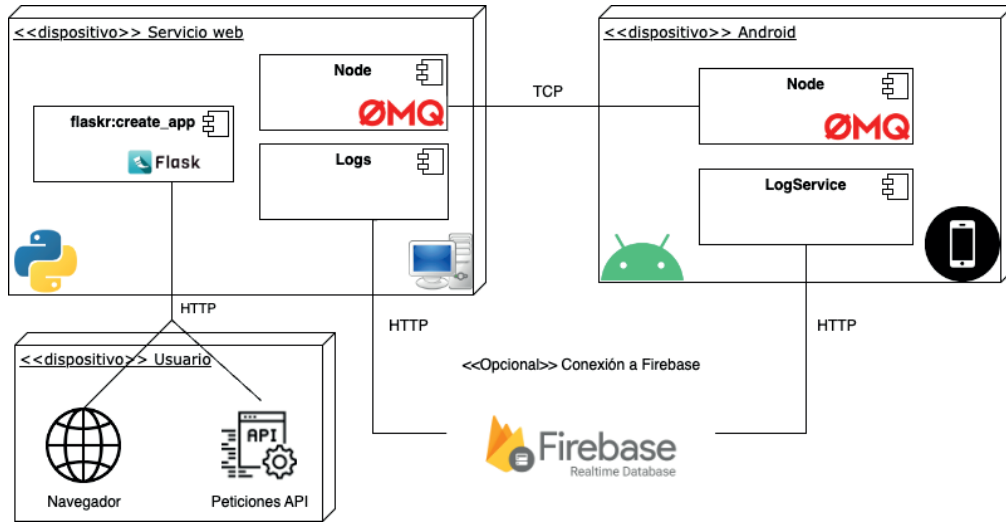 <<dispositivo>> Servicio web
Node
ØMQ
flaskr:create_app
Flask
Logs
TCP
<<dispositivo>> Android
Node
ØMQ
LogService
HTTP
HTTP
HTTP
<<dispositivo>> Usuario
API
Navegador
Peticiones API
<<Opcional>> Conexión a Firebase
Firebase
Realtime Database